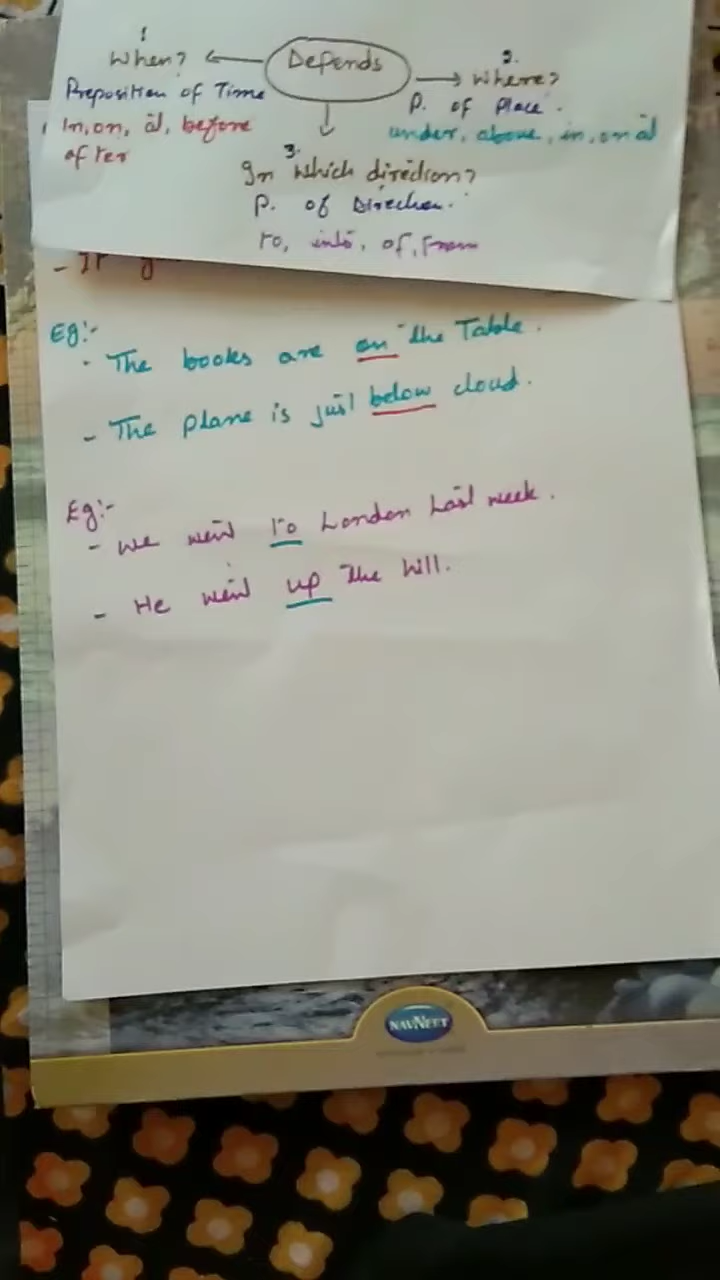 1
When? ← Depends → 2. Where?
Preposition of Time
P. of Place.
In, on, at, before
after
under, above, in, on at
3.
In which direction?
P. of Direction.
to, into, of, from
- It
Eg:-
- The books are on the Table.
- The plane is just below cloud.
Eg:-
- We went to London Last week.
- He went up the hill.
NAVNEET